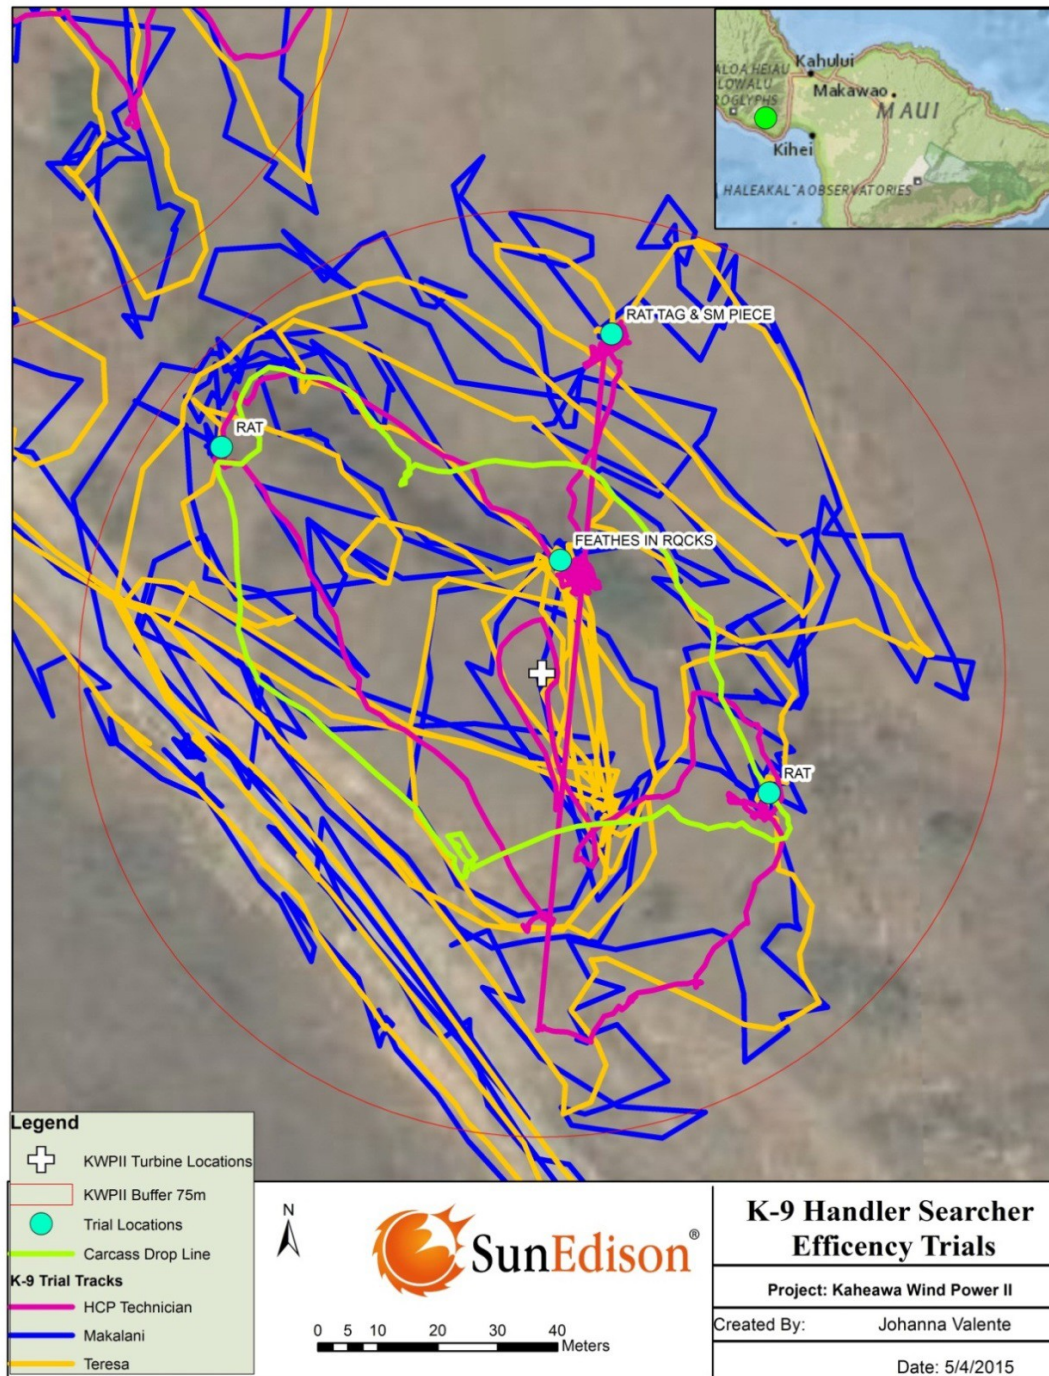 Kahului
ALOA HEIAU
LOWALU
ROGLYPHS
Makawao
MAUI
Kihei
HALEAKAL¯A OBSERVATORIES
RAT TAG & SM PIECE
RAT
FEATHES IN RQCKS
RAT
Legend
KWPII Turbine Locations
KWPII Buffer 75m
Trial Locations
Carcass Drop Line
K-9 Trial Tracks
HCP Technician
Makalani
Teresa
N
SunEdison®
0 5 10 20 30 40
Meters
K-9 Handler Searcher
Efficency Trials
Project: Kaheawa Wind Power II
Created By: Johanna Valente
Date: 5/4/2015